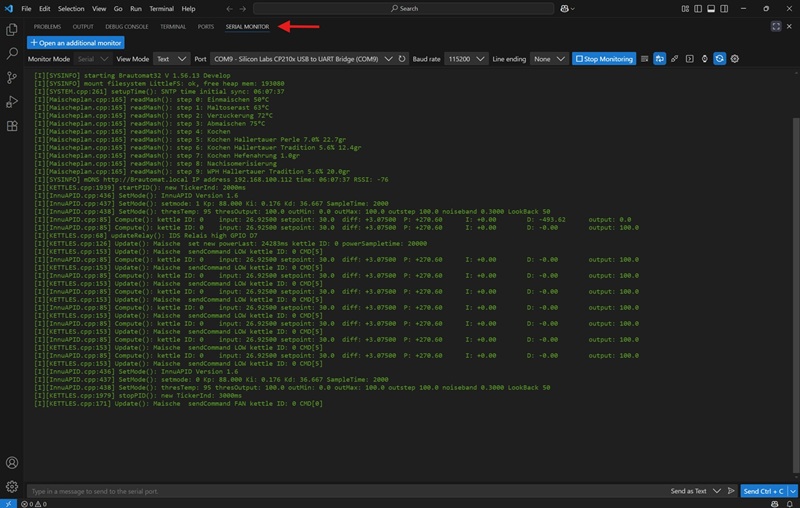 File Edit Selection View Go Run Terminal Help
Search
PROBLEMS OUTPUT DEBUG CONSOLE TERMINAL PORTS SERIAL MONITOR
+ Open an additional monitor
Monitor Mode Serial View Mode Text Port COM9 - Silicon Labs CP210x USB to UART Bridge (COM9) Baud rate 115200 Line ending None Stop Monitoring
[I][SYSINFO] starting Brautomat32 V 1.56.13 Develop
[I][SYSINFO] mount filesystem LittleFS: ok, free heap mem: 193080
[I][SYSTEM.cpp:261] setupTime(): SNTP time initial sync: 06:07:37
[I][Maischeplan.cpp:165] readMash(): step 0: Einmaischen 50°C
[I][Maischeplan.cpp:165] readMash(): step 1: Maltoserast 63°C
[I][Maischeplan.cpp:165] readMash(): step 2: Verzuckerung 72°C
[I][Maischeplan.cpp:165] readMash(): step 3: Abmaischen 75°C
[I][Maischeplan.cpp:165] readMash(): step 4: Kochen
[I][Maischeplan.cpp:165] readMash(): step 5: Kochen Hallertauer Perle 7.0% 22.7gr
[I][Maischeplan.cpp:165] readMash(): step 6: Kochen Hallertauer Tradition 5.6% 12.4gr
[I][Maischeplan.cpp:165] readMash(): step 7: Kochen Hefenahrung 1.8gr
[I][Maischeplan.cpp:165] readMash(): step 8: Nachisomerisierung
[I][Maischeplan.cpp:165] readMash(): step 9: WPH Hallertauer Tradition 5.6% 20.0gr
[I][SYSINFO] mDNS http://Brautomat.local IP address 192.168.100.112 time: 06:07:37 RSSI: -76
[I][KETTLES.cpp:1939] startPID(): new TickerInd: 2000ms
[I][InnuAPID.cpp:436] SetMode(): InnuAPID Version 1.6
[I][InnuAPID.cpp:437] SetMode(): setmode: 1 Kp: 88.000 Ki: 0.176 Kd: 36.667 SampleTime: 2000
[I][InnuAPID.cpp:438] SetMode(): thresTemp: 95 thresOutput: 100.0 outMin: 0.0 outMax: 100.0 outstep 100.0 noiseband 0.3000 LookBack 50
[I][InnuAPID.cpp:85] Compute(): kettle ID: 0 input: 26.92500 setpoint: 30.0 diff: +3.07500 P: +270.60 I: +0.00 D: -493.62 output: 0.0
[I][InnuAPID.cpp:85] Compute(): kettle ID: 0 input: 26.92500 setpoint: 30.0 diff: +3.07500 P: +270.60 I: +0.00 D: -0.00 output: 100.0
[I][KETTLES.cpp:68] updateRelay(): IDS Relais high GPIO D7
[I][KETTLES.cpp:126] Update(): Maische set new powerLast: 24283ms kettle ID: 0 powerSampletime: 20000
[I][KETTLES.cpp:153] Update(): Maische sendCommand LOW kettle ID: 0 CMD[5]
[I][InnuAPID.cpp:85] Compute(): kettle ID: 0 input: 26.92500 setpoint: 30.0 diff: +3.07500 P: +270.60 I: +0.00 D: -0.00 output: 100.0
[I][KETTLES.cpp:153] Update(): Maische sendCommand LOW kettle ID: 0 CMD[5]
[I][InnuAPID.cpp:85] Compute(): kettle ID: 0 input: 26.92500 setpoint: 30.0 diff: +3.07500 P: +270.60 I: +0.00 D: -0.00 output: 100.0
[I][KETTLES.cpp:153] Update(): Maische sendCommand LOW kettle ID: 0 CMD[5]
[I][InnuAPID.cpp:85] Compute(): kettle ID: 0 input: 26.92500 setpoint: 30.0 diff: +3.07500 P: +270.60 I: +0.00 D: -0.00 output: 100.0
[I][KETTLES.cpp:153] Update(): Maische sendCommand LOW kettle ID: 0 CMD[5]
[I][InnuAPID.cpp:85] Compute(): kettle ID: 0 input: 26.92500 setpoint: 30.0 diff: +3.07500 P: +270.60 I: +0.00 D: -0.00 output: 100.0
[I][KETTLES.cpp:153] Update(): Maische sendCommand LOW kettle ID: 0 CMD[5]
[I][InnuAPID.cpp:85] Compute(): kettle ID: 0 input: 26.92500 setpoint: 30.0 diff: +3.07500 P: +270.60 I: +0.00 D: -0.00 output: 100.0
[I][KETTLES.cpp:153] Update(): Maische sendCommand LOW kettle ID: 0 CMD[5]
[I][InnuAPID.cpp:85] Compute(): kettle ID: 0 input: 26.92500 setpoint: 30.0 diff: +3.07500 P: +270.60 I: +0.00 D: -0.00 output: 100.0
[I][KETTLES.cpp:153] Update(): Maische sendCommand LOW kettle ID: 0 CMD[5]
[I][InnuAPID.cpp:436] SetMode(): InnuAPID Version 1.6
[I][InnuAPID.cpp:437] SetMode(): setmode: 0 Kp: 88.000 Ki: 0.176 Kd: 36.667 SampleTime: 2000
[I][InnuAPID.cpp:438] SetMode(): thresTemp: 95 thresOutput: 100.0 outMin: 0.0 outMax: 100.0 outstep 100.0 noiseband 0.3000 LookBack 50
[I][KETTLES.cpp:1979] stopPID(): new TickerInd: 3000ms
[I][KETTLES.cpp:171] Update(): Maische sendCommand FAN kettle ID: 0 CMD[0]
Type in a message to send to the serial port. Send as Text Send Ctrl + C
0 0